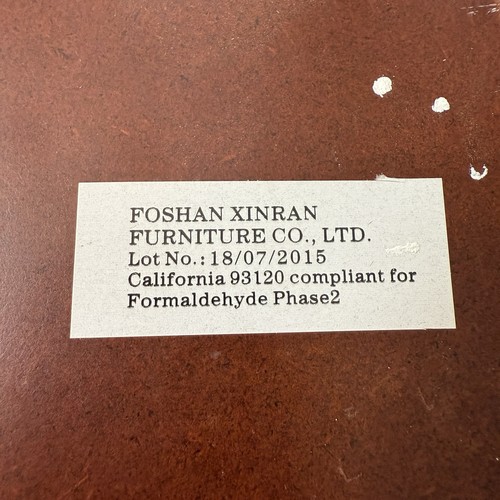 FOSHAN XINRAN
FURNITURE CO., LTD.
Lot No.: 18/07/2015
California 93120 compliant for
Formaldehyde Phase2